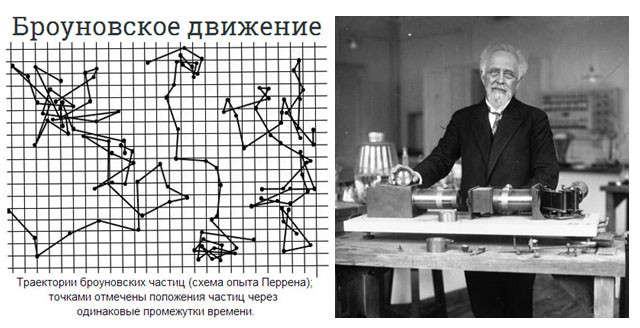 Броуновское движение
Траектории броуновских частиц (схема опыта Перрена);
точками отмечены положения частиц через
одинаковые промежутки времени.